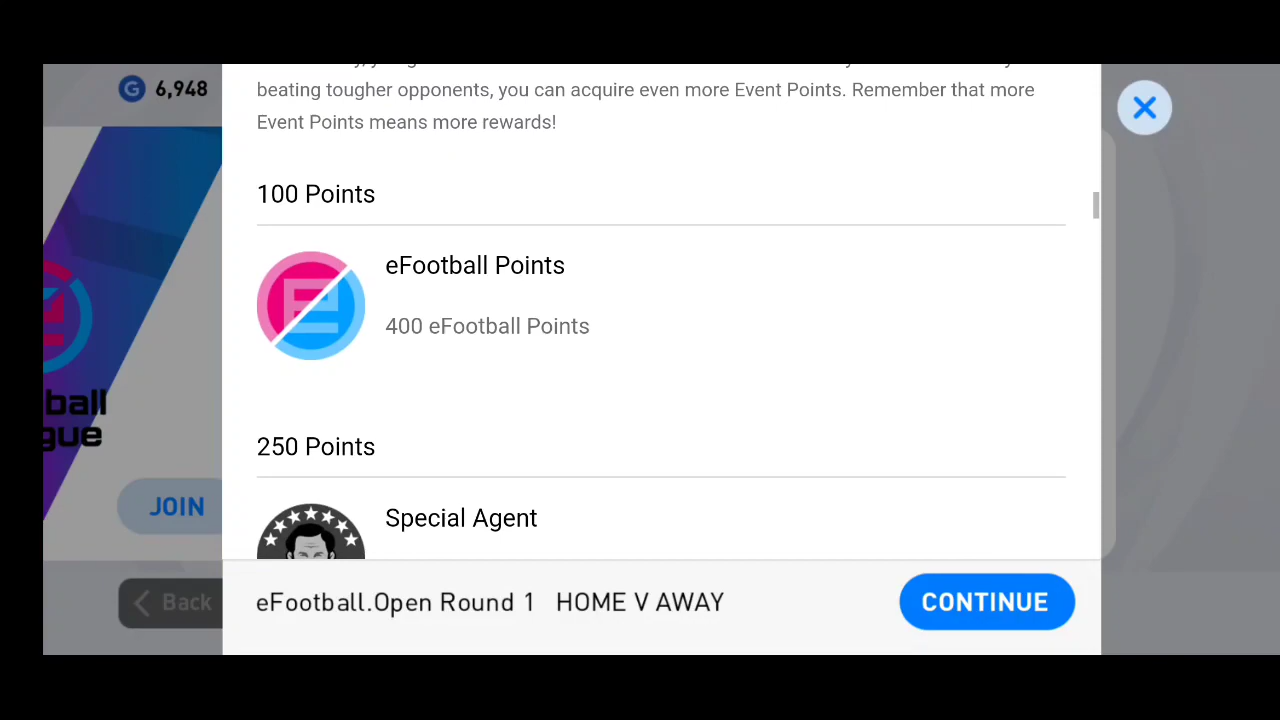 G 6,948
beating tougher opponents, you can acquire even more Event Points. Remember that more
Event Points means more rewards!
100 Points
eFootball Points
400 eFootball Points
250 Points
Special Agent
ball
gue
JOIN
Back
eFootball.Open Round 1 HOME V AWAY
CONTINUE